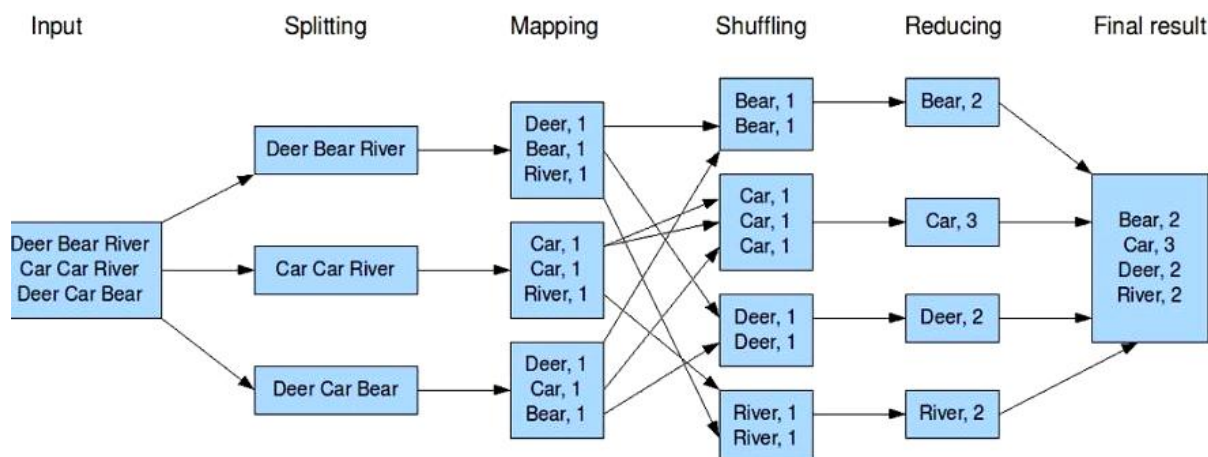 Input
Splitting
Mapping
Shuffling
Reducing
Final result
Deer Bear River
Car Car River
Deer Car Bear
Deer Bear River
Car Car River
Deer Car Bear
Deer, 1
Bear, 1
River, 1
Car, 1
Car, 1
River, 1
Deer, 1
Car, 1
Bear, 1
Bear, 1
Bear, 1
Car, 1
Car, 1
Car, 1
Deer, 1
Deer, 1
River, 1
River, 1
Bear, 2
Car, 3
Deer, 2
River, 2
Bear, 2
Car, 3
Deer, 2
River, 2